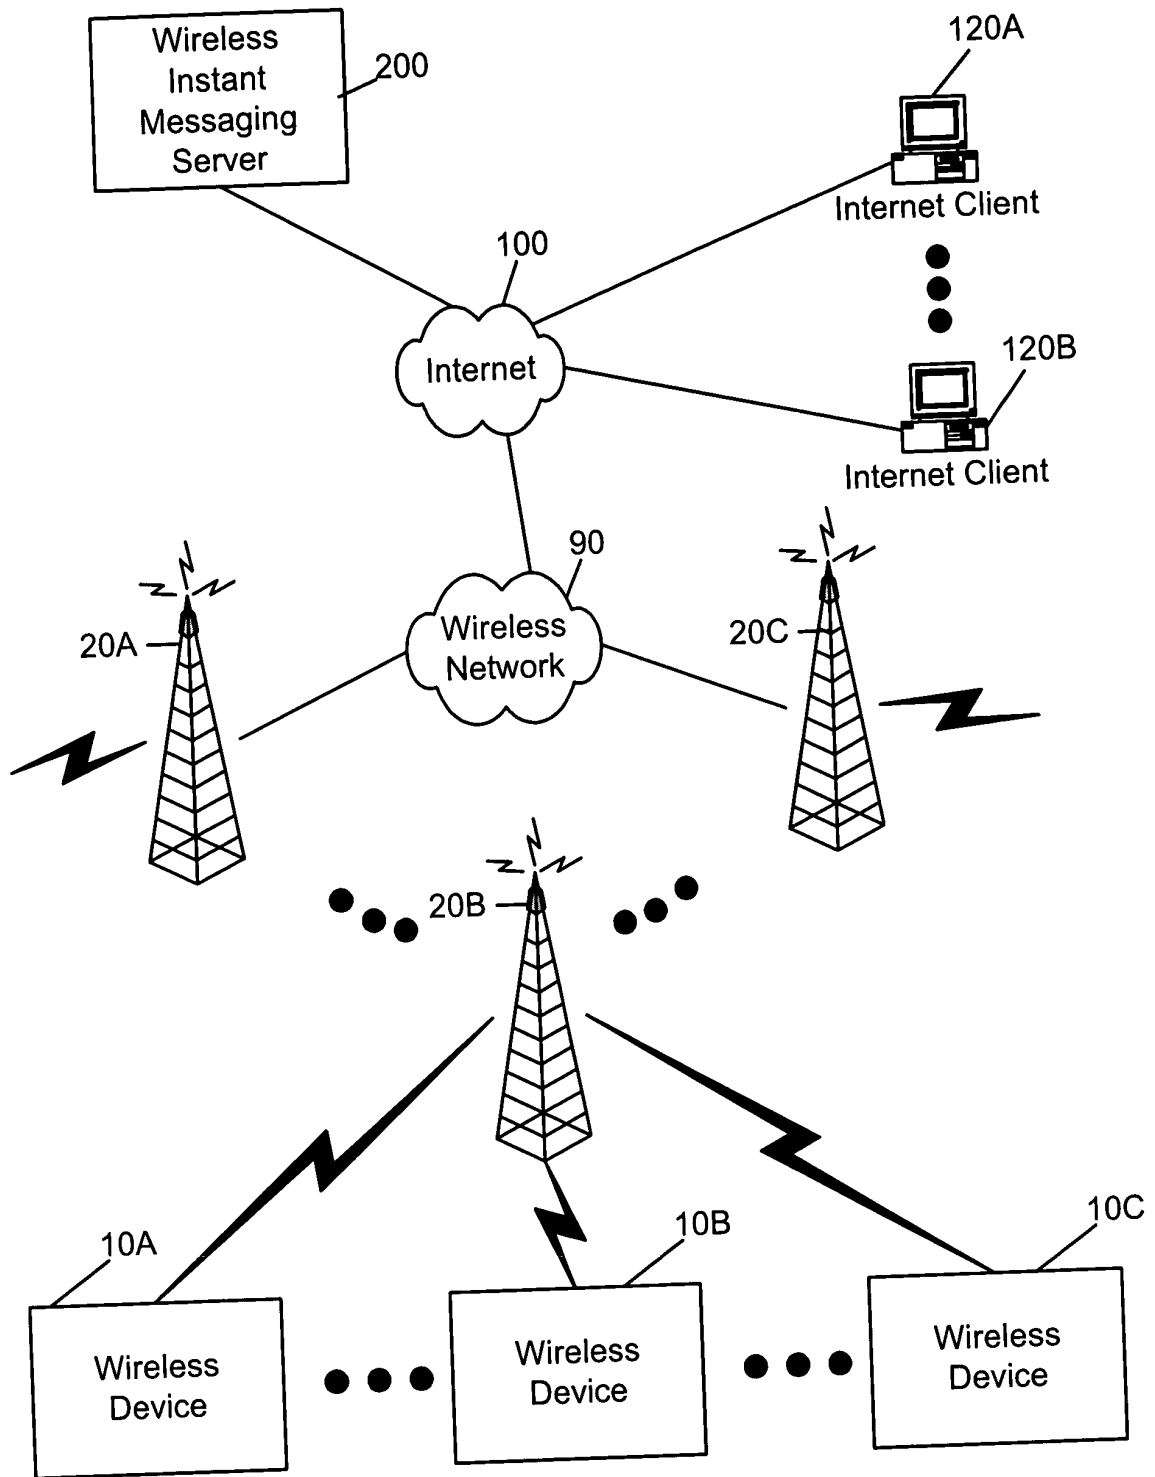 Wireless
Instant
Messaging
Server
200
120A
Internet Client
100
Internet
120B
Internet Client
90
Wireless
Network
20A
20C
20B
10A
10B
10C
Wireless
Device
Wireless
Device
Wireless
Device